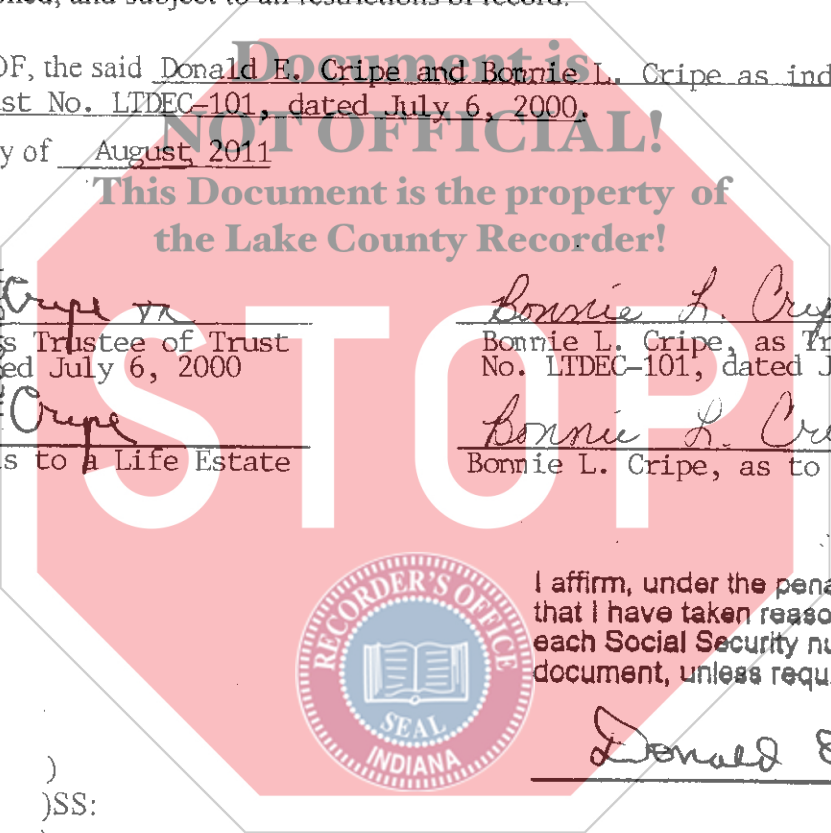 and subject to all restrictions of record.
Document is
OF, the said Donald E. Cripe and Bonnie L. Cripe as ind
st No. LTDEC-101, dated July 6, 2000.
NOT OFFICIAL!
y of August 2011
This Document is the property of
the Lake County Recorder!
Cripe Bonnie L. Crip
s Trustee of Trust Bonnie L. Cripe, as Tr
ed July 6, 2000 No. LTDEC-101, dated J
STOP
Cripe Bonnie L. Cri
s to a Life Estate Bonnie L. Cripe, as to
I affirm, under the pena
that I have taken reaso
each Social Security nu
document, unless requ
RECORDER'S OFFICE
SEAL
INDIANA
Donald E
)
)SS: